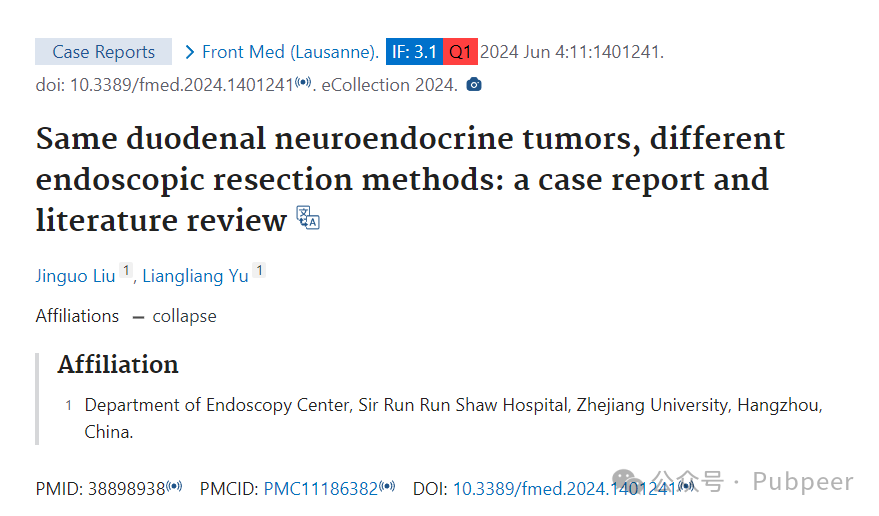 Case Reports > Front Med (Lausanne). IF: 3.1 Q1 2024 Jun 4:11:1401241.
doi: 10.3389/fmed.2024.1401241. eCollection 2024.
Same duodenal neuroendocrine tumors, different
endoscopic resection methods: a case report and
literature review
Jinguo Liu 1, Liangliang Yu 1
Affiliations — collapse
Affiliation
1 Department of Endoscopy Center, Sir Run Run Shaw Hospital, Zhejiang University, Hangzhou,
China.
PMID: 38898938 PMCID: PMC11186382 DOI: 10.3389/fmed.2024.1401241
公众号 · Pubpeer